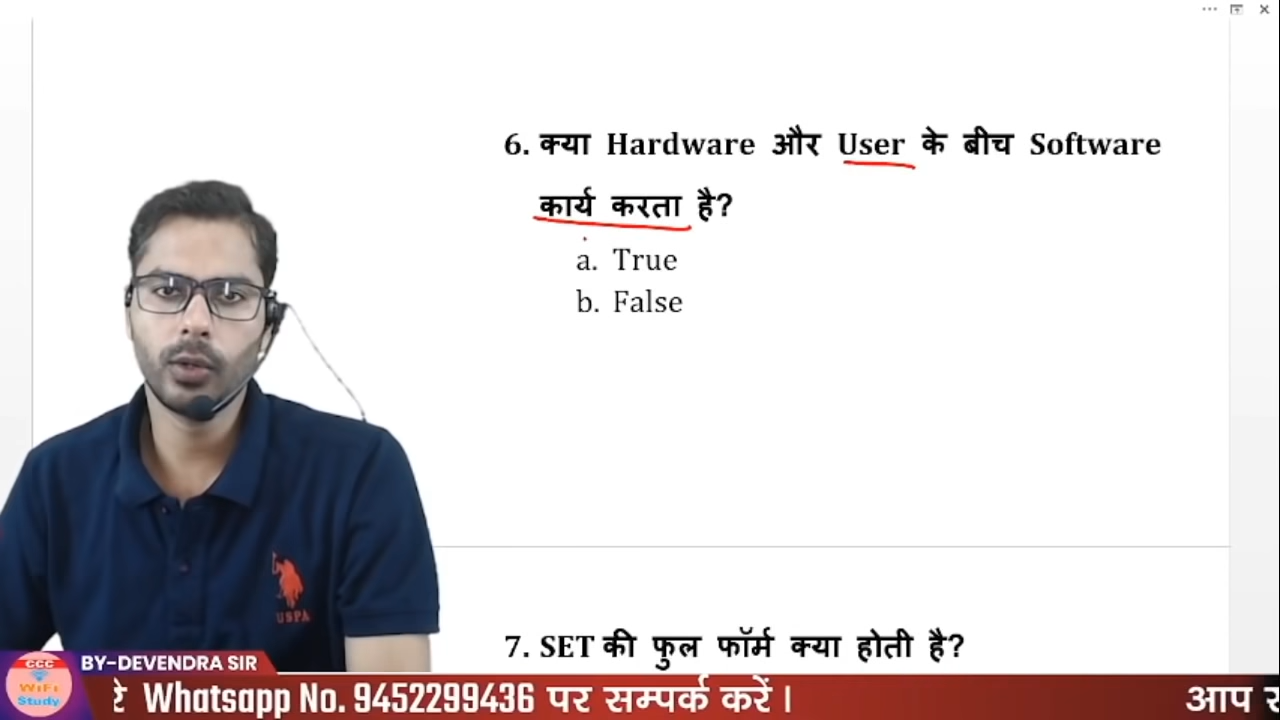 6. क्या Hardware और User के बीच Software
कार्य करता है?
a. True
b. False
7. SET की फुल फॉर्म क्या होती है?
USPA
CCC
WiFi
Study
BY-DEVENDRA SIR
Whatsapp No. 9452299436 पर सम्पर्क करें।
आप